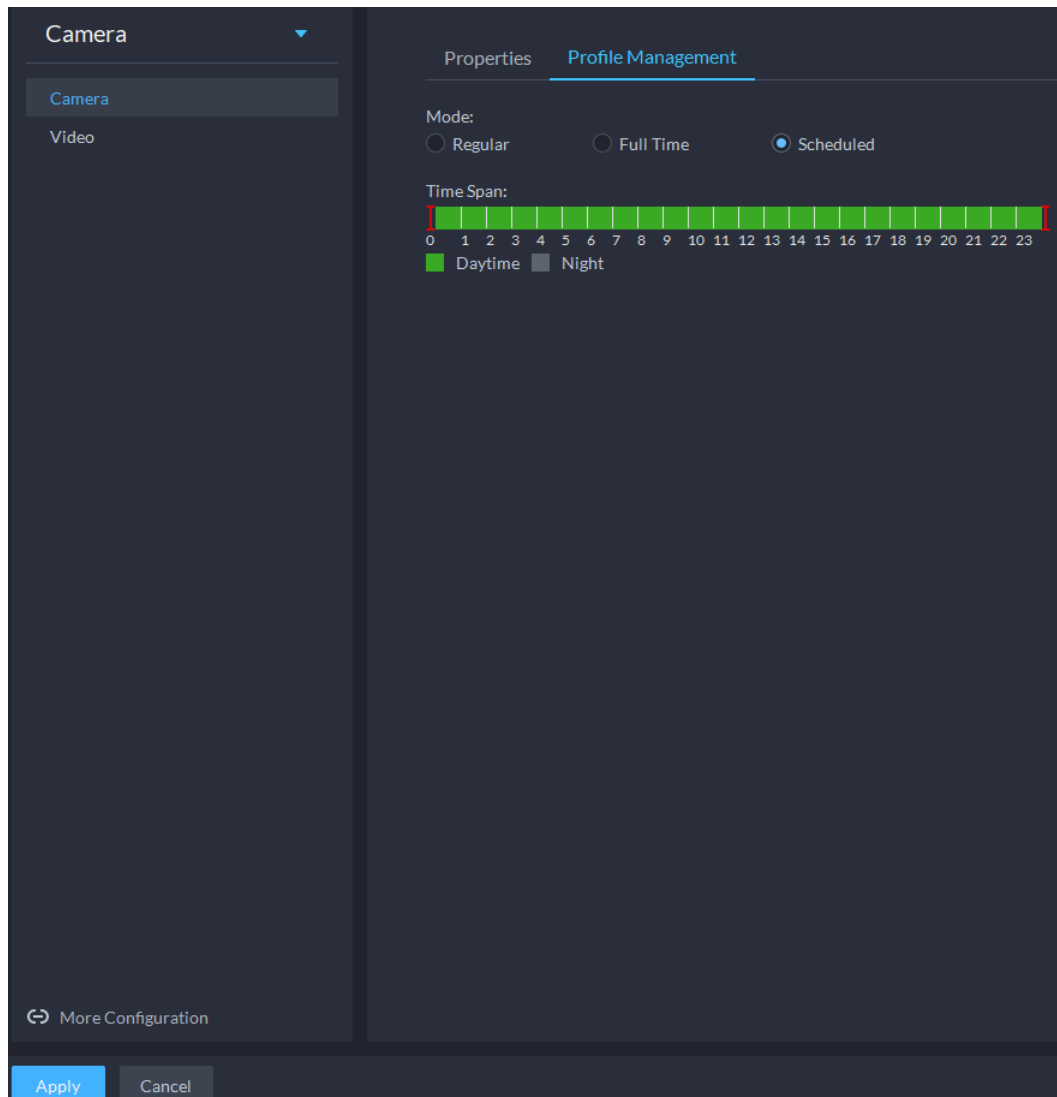 Camera
Camera
Video
More Configuration
Properties Profile Management
Mode:
Regular Full Time Scheduled
Time Span:
0 1 2 3 4 5 6 7 8 9 10 11 12 13 14 15 16 17 18 19 20 21 22 23
Daytime Night
Apply Cancel